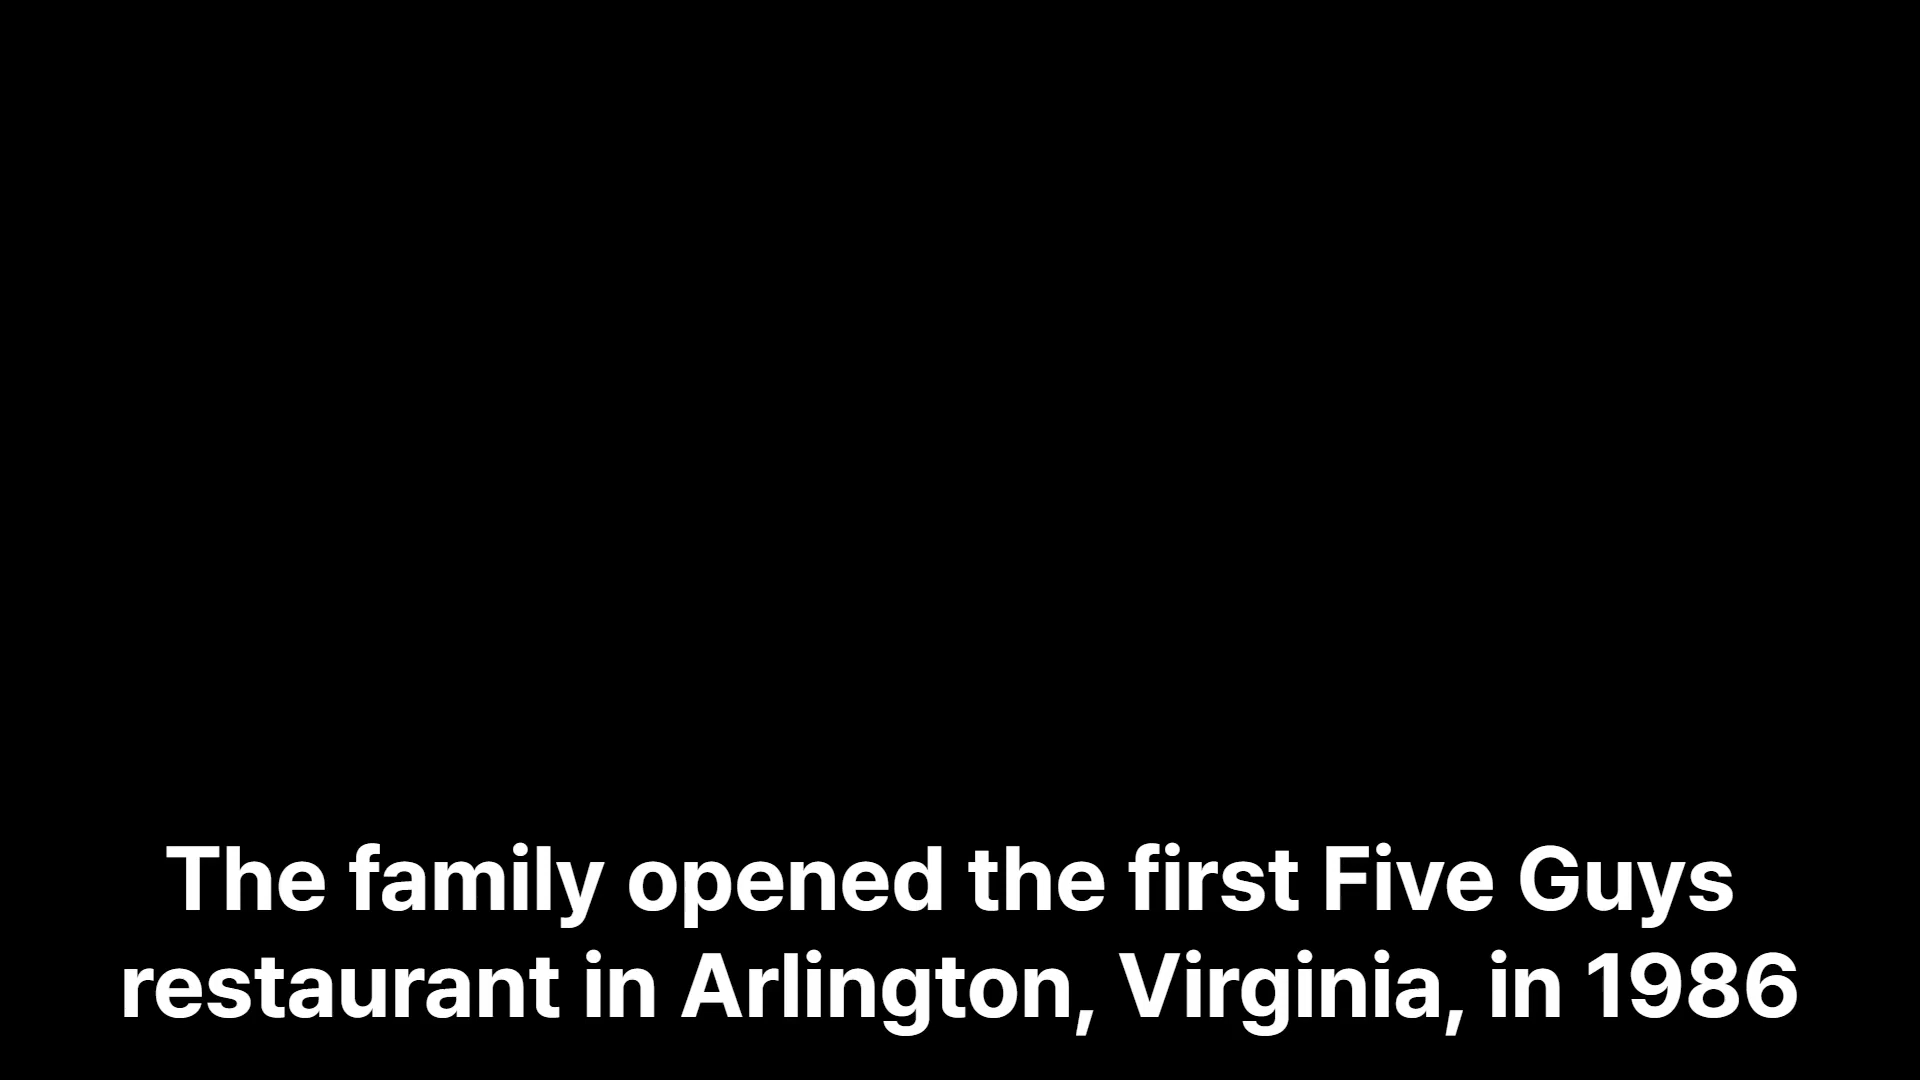 The family opened the first Five Guys
restaurant in Arlington, Virginia, in 1986